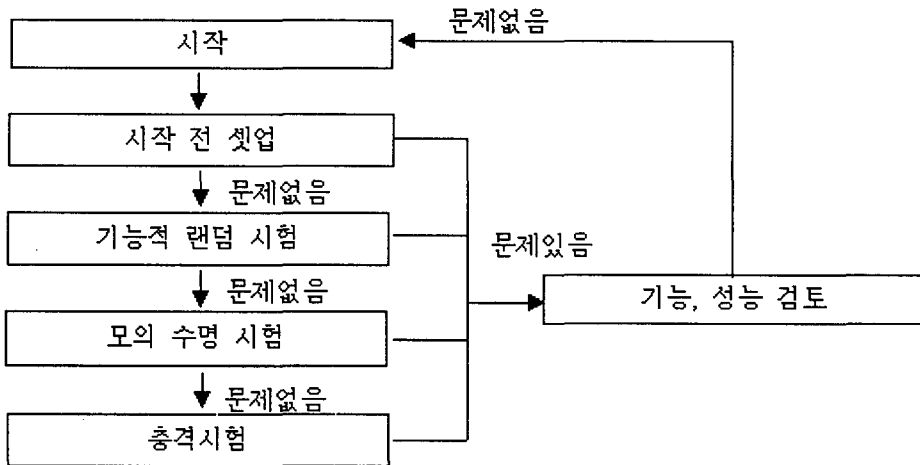 문제없음
시작
시작 전 셋업
문제없음
기능적 랜덤 시험
문제있음
문제없음
기능, 성능 검토
모의 수명 시험
문제없음
충격시험